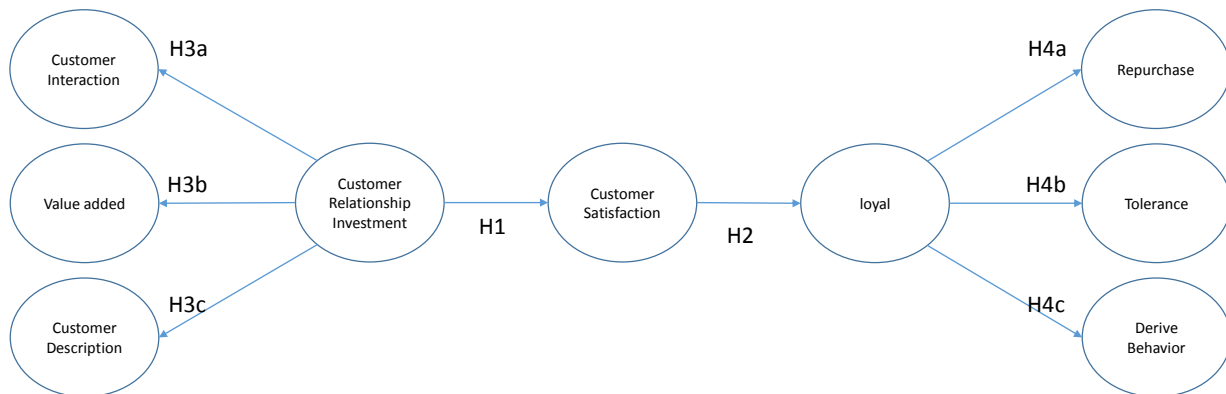 H3a
H4a
Customer
Interaction
Repurchase
H3b
H4b
Value added
Customer
Relationship
Investment
Customer
Satisfaction
loyal
Tolerance
H1
H2
H3c
H4c
Customer
Description
Derive
Behavior